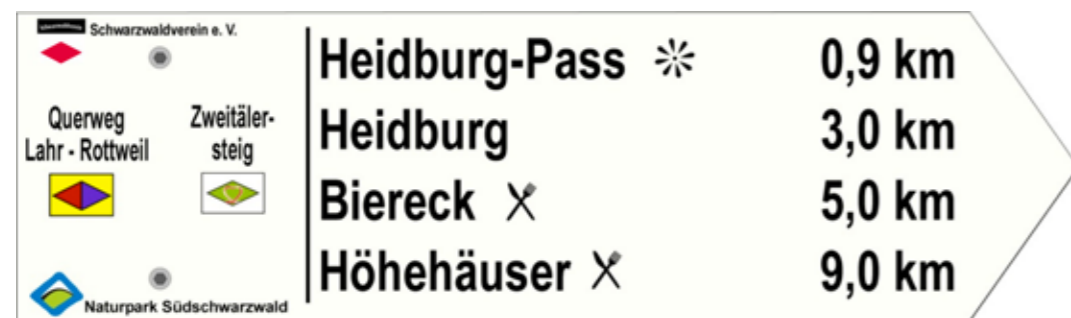 Schwarzwaldverein e. V.
Querweg
Lahr - Rottweil
Zweitäler-
steig
Naturpark Südschwarzwald
Heidburg-Pass 0,9 km
Heidburg 3,0 km
Biereck 5,0 km
Höhehäuser 9,0 km